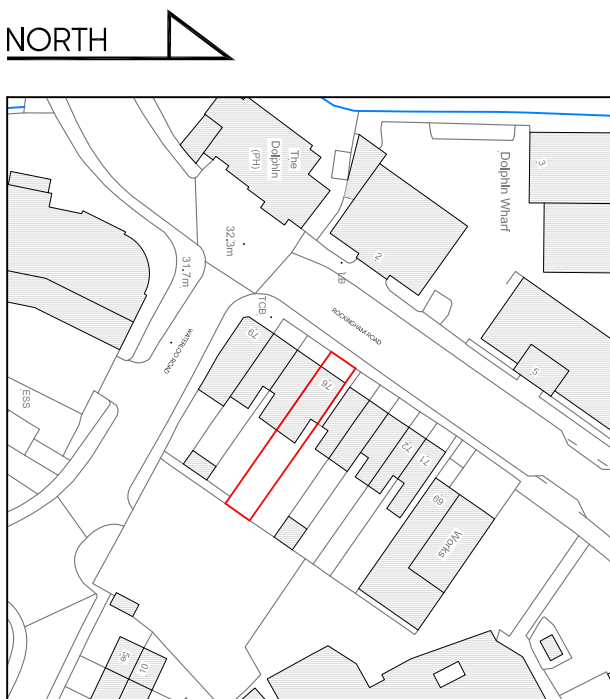 NORTH
The
Dolphin
(PH)
Dolphin Wharf
3
2
32.3m
31.7m
LB
TCB
ROCKINGHAM ROAD
WATERLOO ROAD
79
76
5
72
71
69
Works
ESS
5e
10